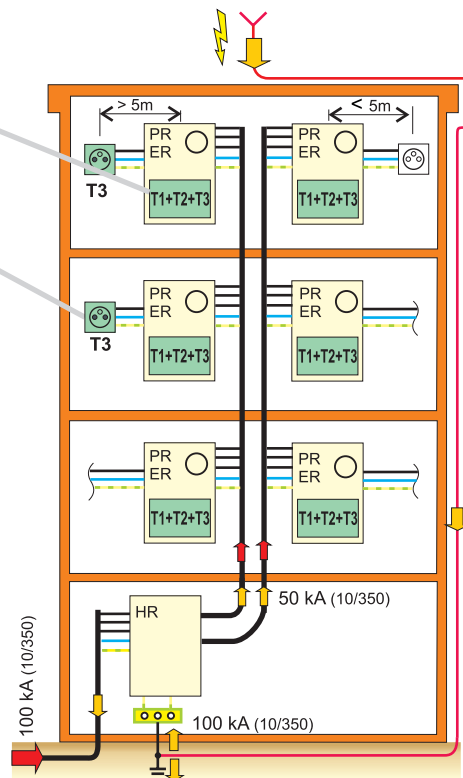 > 5m
< 5m
PR
ER
T1+T2+T3
T3
PR
ER
T1+T2+T3
PR
ER
T1+T2+T3
T3
PR
ER
T1+T2+T3
PR
ER
T1+T2+T3
PR
ER
T1+T2+T3
HR
50 kA (10/350)
100 kA (10/350)
100 kA (10/350)